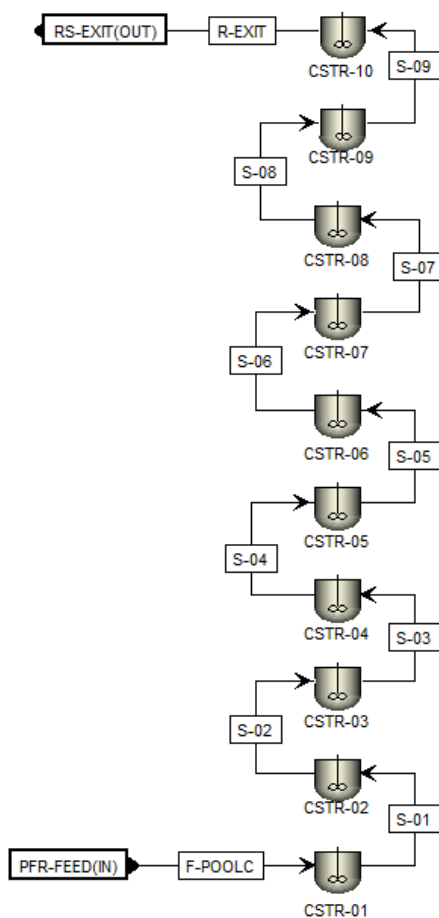 RS-EXIT(OUT)
R-EXIT
S-09
CSTR-10
CSTR-09
S-08
CSTR-08
S-07
CSTR-07
S-06
CSTR-06
S-05
CSTR-05
S-04
CSTR-04
S-03
CSTR-03
S-02
CSTR-02
S-01
PFR-FEED(IN)
F-POOLC
CSTR-01